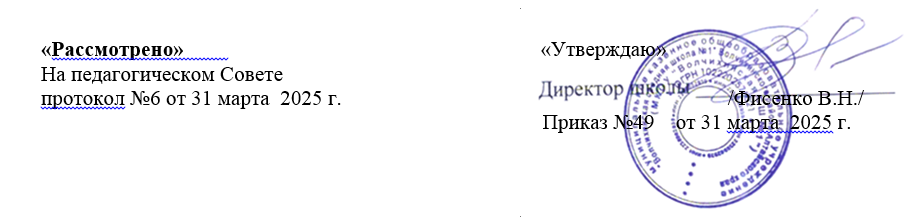 «Рассмотрено»
На педагогическом Совете
протокол №6 от 31 марта 2025 г.
«Утверждаю»
Директор школы /Фисенко В.Н./
Приказ №49 от 31 марта 2025 г.